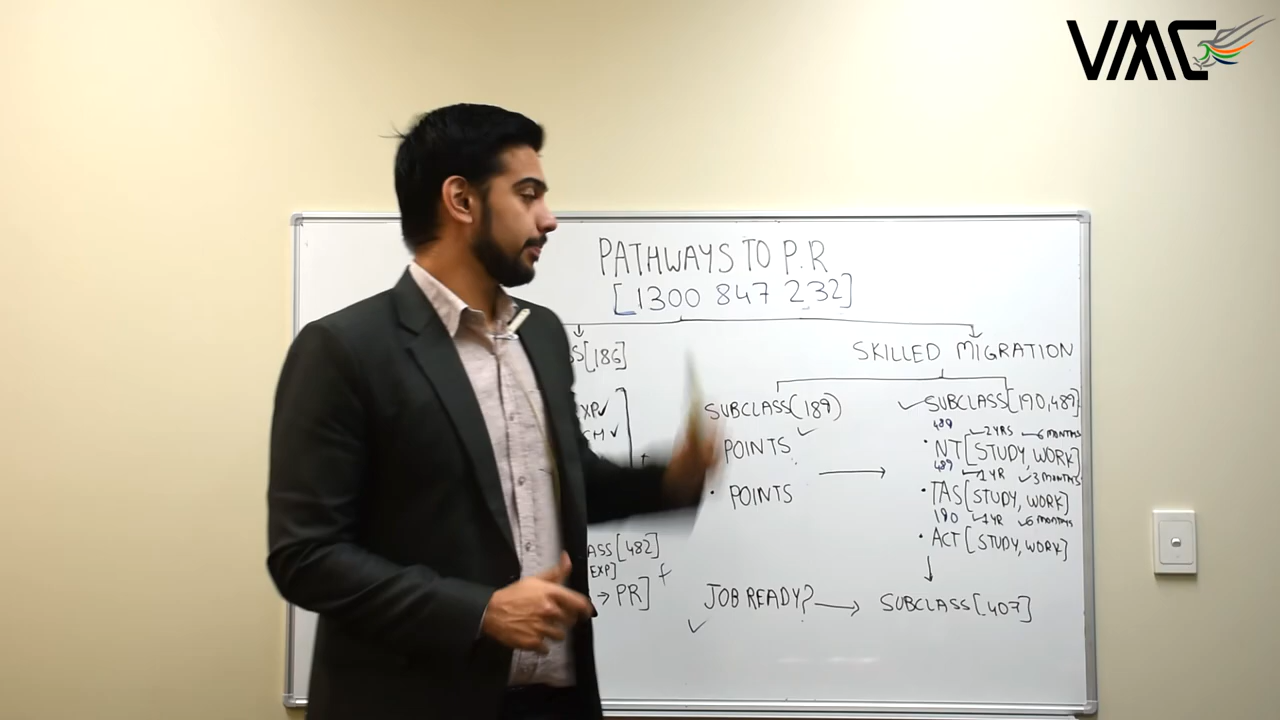 VMC
PATHWAYS TO P.R
[1300 847 232]
[186]
SKILLED MIGRATION
SUBCLASS(189)
SUBCLASS[190,489]
POINTS
489 2YRS 6 MONTHS
• NT[STUDY, WORK]
489 1 YR 3 MONTHS
• POINTS
• TAS[STUDY, WORK]
190 1YR 6 MONTHS
• ACT[STUDY, WORK]
ASS[482]
EXP]
→ PR]
JOB READY? → SUBCLASS[407]